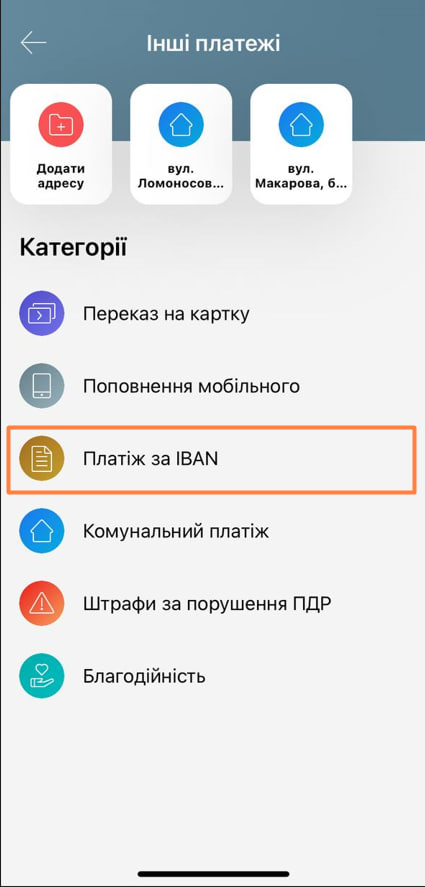 Інші платежі
Додати
адресу
вул.
Ломоносов...
вул.
Макарова, б...
Категорії
Переказ на картку
Поповнення мобільного
Платіж за IBAN
Комунальний платіж
Штрафи за порушення ПДР
Благодійність